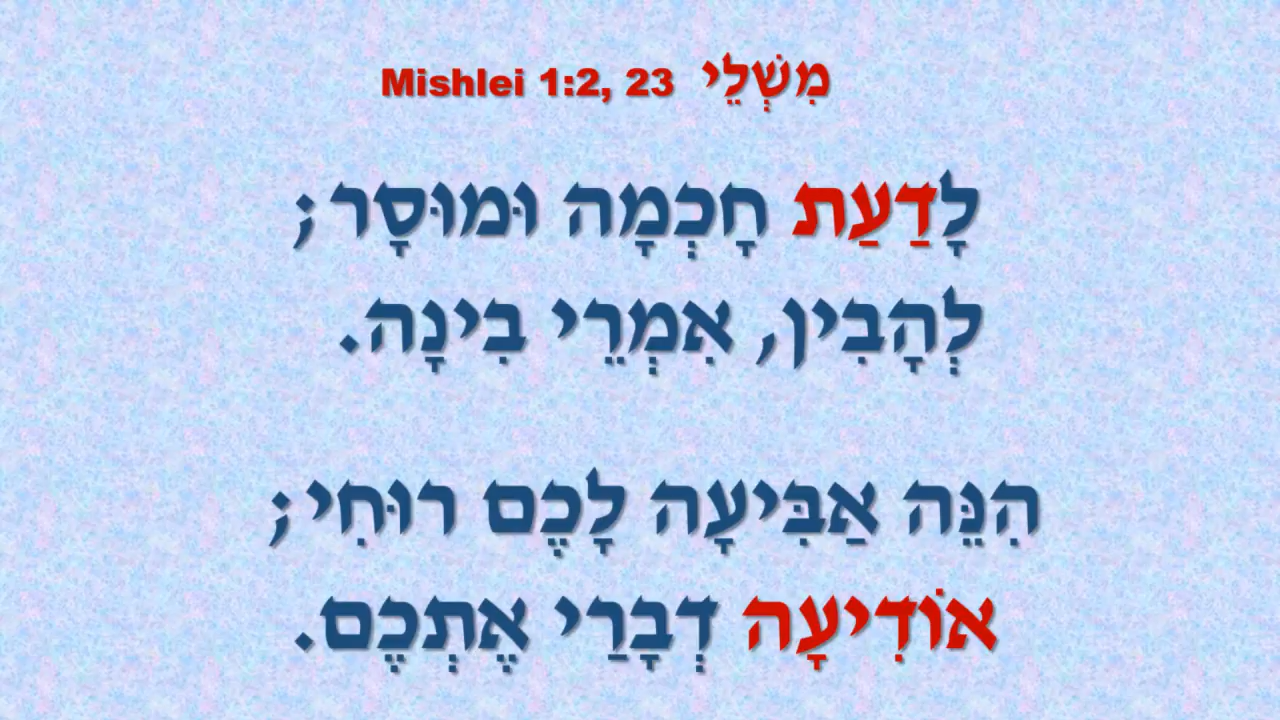 מִשְׁלֵי Mishlei 1:2, 23
לָדַעַת חָכְמָה וּמוּסָר;
לְהָבִין, אִמְרֵי בִינָה.
הִנֵּה אַבִּיעָה לָכֶם רוּחִי;
אוֹדִיעָה דְבָרַי אֶתְכֶם.